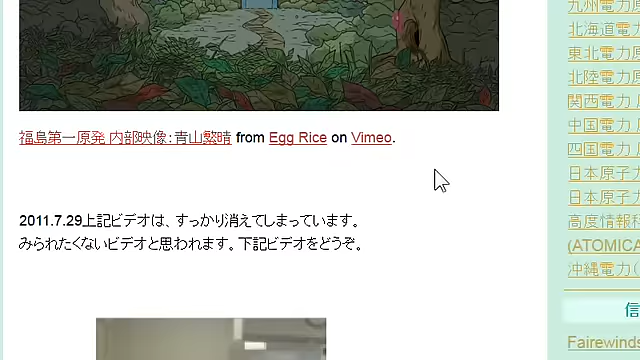 福島第一原発 内部映像：青山繁晴 from Egg Rice on Vimeo.
2011.7.29上記ビデオは、すっかり消えてしまっています。
みられたくないビデオと思われます。下記ビデオをどうぞ。
九州電力
北海道電力
東北電力
北陸電力
関西電力
中国電力
四国電力
日本原子力
日本原子力
高度情報科
(ATOMICA
沖縄電力（
信
Fairewinds